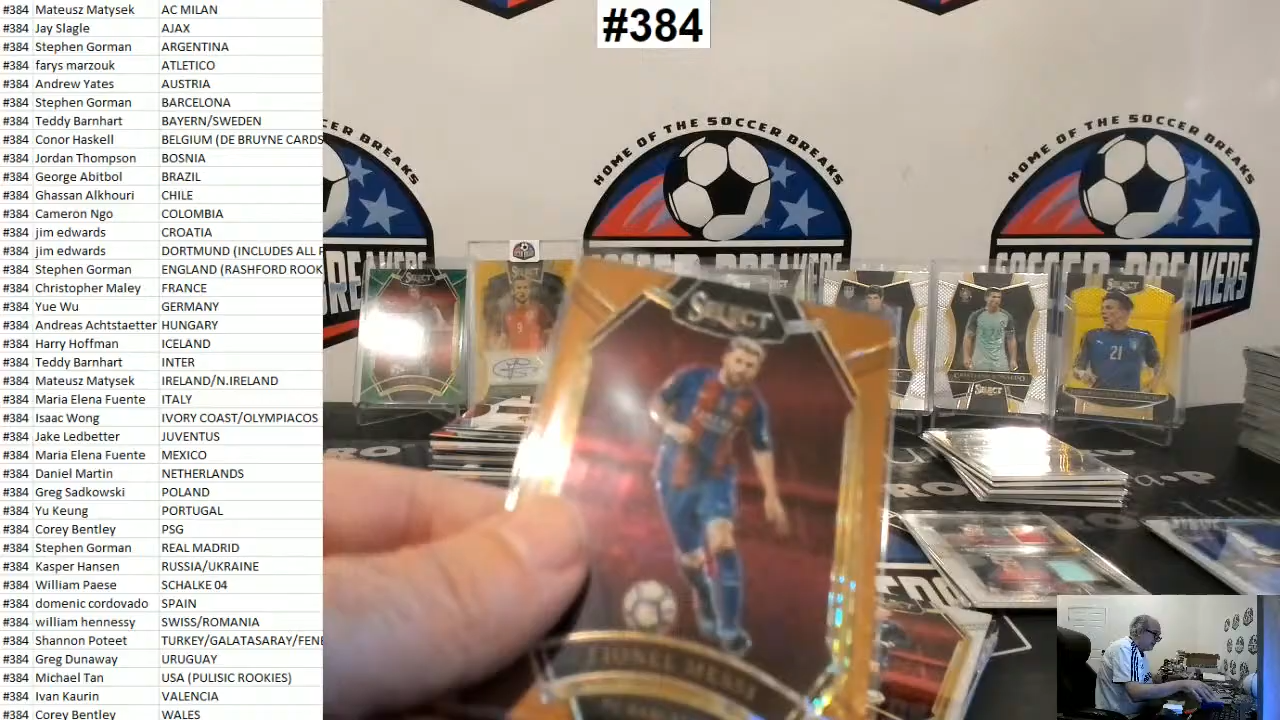 #384 Mateusz Matysek AC MILAN
#384 Jay Slagle AJAX
#384 Stephen Gorman ARGENTINA
#384 farys marzouk ATLETICO
#384 Andrew Yates AUSTRIA
#384 Stephen Gorman BARCELONA
#384 Teddy Barnhart BAYERN/SWEDEN
#384 Conor Haskell BELGIUM (DE BRUYNE CARDS
#384 Jordan Thompson BOSNIA
#384 George Abitbol BRAZIL
#384 Ghassan Alkhouri CHILE
#384 Cameron Ngo COLOMBIA
#384 jim edwards CROATIA
#384 jim edwards DORTMUND (INCLUDES ALL
#384 Stephen Gorman ENGLAND (RASHFORD ROOK
#384 Christopher Maley FRANCE
#384 Yue Wu GERMANY
#384 Andreas Achtstaetter HUNGARY
#384 Harry Hoffman ICELAND
#384 Teddy Barnhart INTER
#384 Mateusz Matysek IRELAND/N.IRELAND
#384 Maria Elena Fuente ITALY
#384 Isaac Wong IVORY COAST/OLYMPIACOS
#384 Jake Ledbetter JUVENTUS
#384 Maria Elena Fuente MEXICO
#384 Daniel Martin NETHERLANDS
#384 Greg Sadkowski POLAND
#384 Yu Keung PORTUGAL
#384 Corey Bentley PSG
#384 Stephen Gorman REAL MADRID
#384 Kasper Hansen RUSSIA/UKRAINE
#384 William Paese SCHALKE 04
#384 domenic cordovado SPAIN
#384 william hennessy SWISS/ROMANIA
#384 Shannon Poteet TURKEY/GALATASARAY/FENE
#384 Greg Dunaway URUGUAY
#384 Michael Tan USA (PULISIC ROOKIES)
#384 Ivan Kaurin VALENCIA
#384 Corey Bentley WALES
#384
HOME OF THE SOCCER BREAKS
HOME OF THE SOCCER BREAKS
SOCCER BREAKERS
SELECT
SELECT
SELECT
9
21
CRISTIANO RONALDO
SELECT
LIONEL MESSI